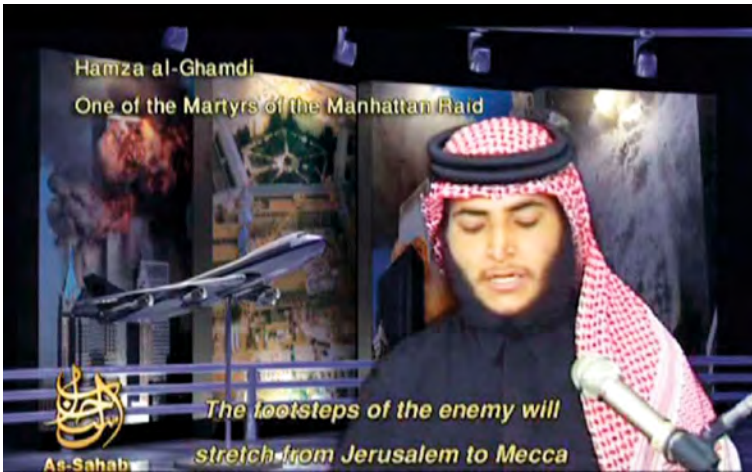 Hamza al-Ghamdi
One of the Martyrs of the Manhattan Raid
The footsteps of the enemy will
stretch from Jerusalem to Mecca
السحاب
As-Sahab